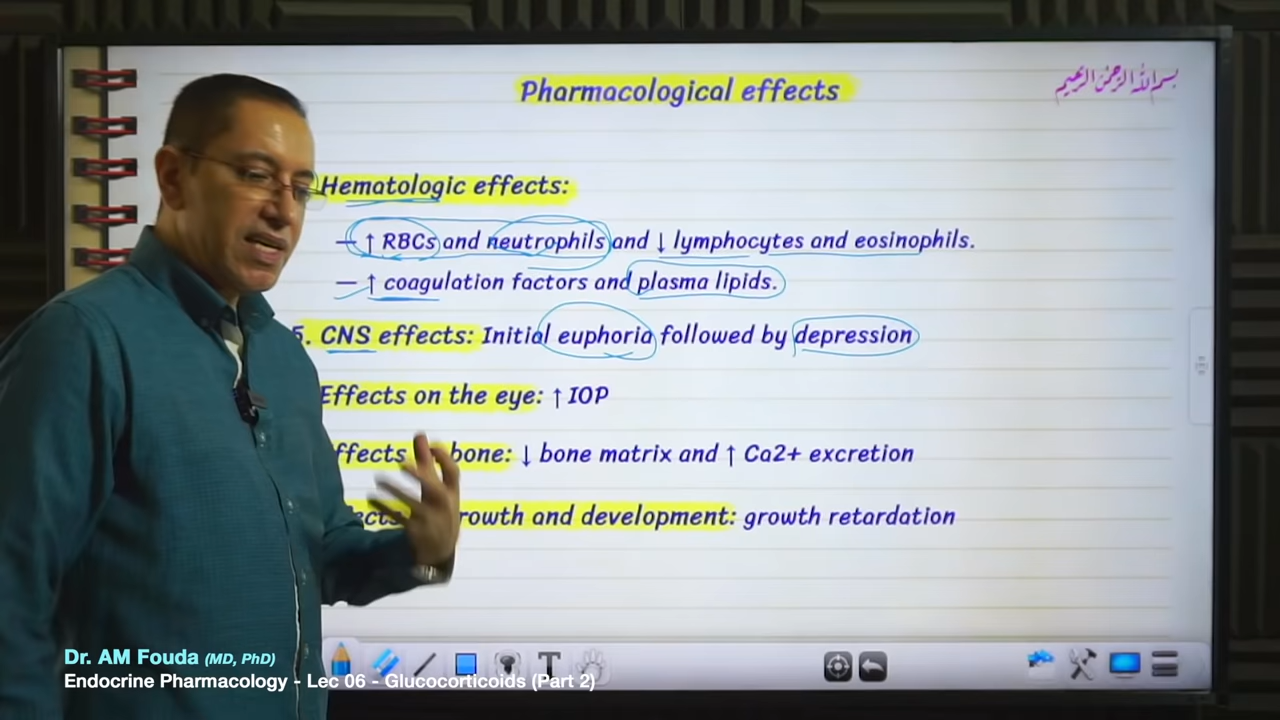 Pharmacological effects
بسم الله الرحمن الرحيم
Hematologic effects:
– ↑ RBCs and neutrophils and ↓ lymphocytes and eosinophils.
– ↑ coagulation factors and plasma lipids.
5. CNS effects: Initial euphoria followed by depression
Effects on the eye: ↑ IOP
ffects bone: ↓ bone matrix and ↑ Ca2+ excretion
ects rowth and development: growth retardation
Dr. AM Fouda (MD, PhD)
Endocrine Pharmacology - Lec 06 - Glucocorticoids (Part 2)